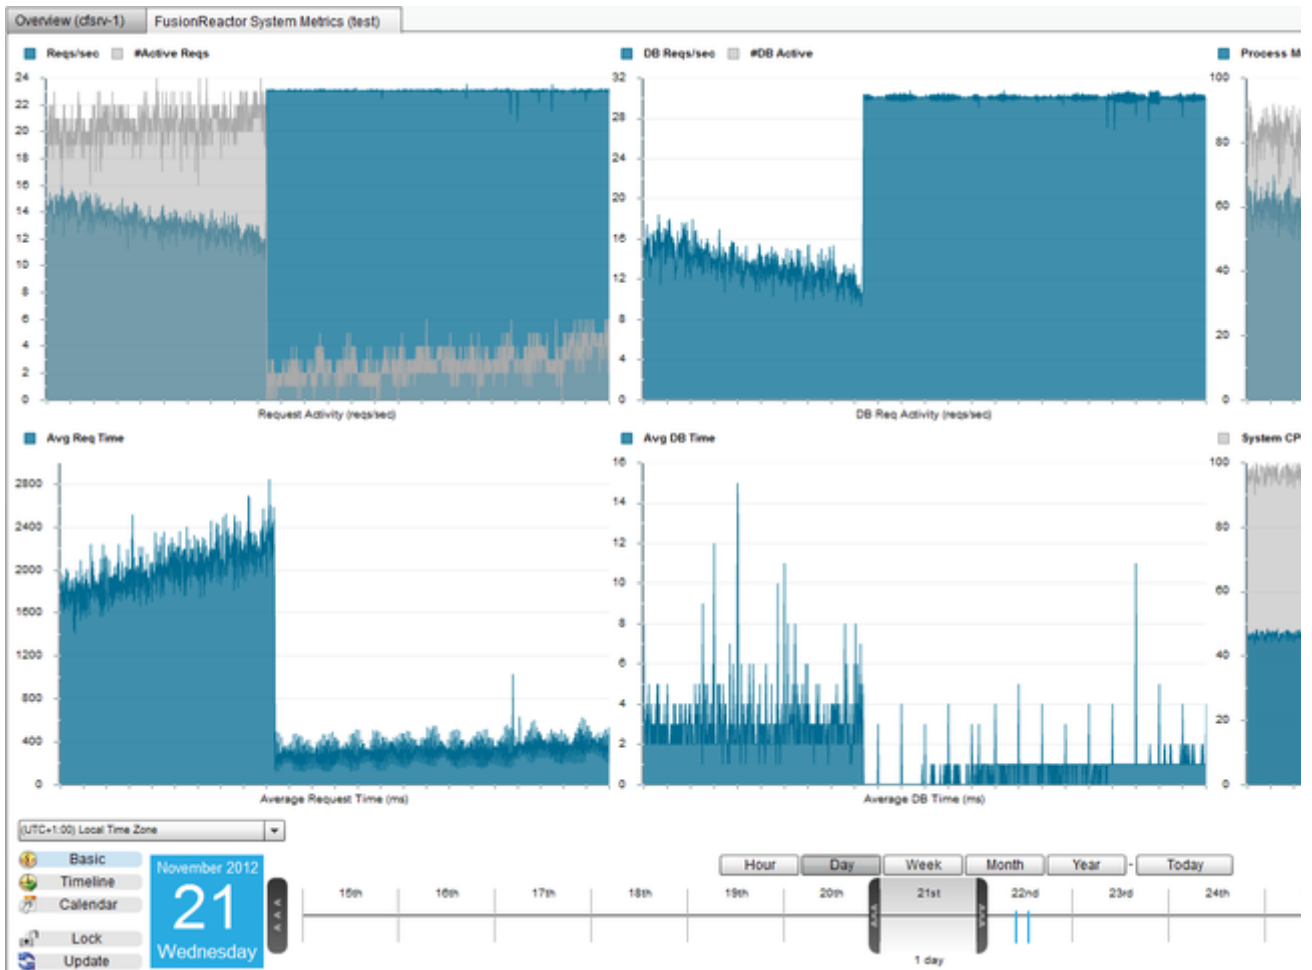 Overview (cfsrv-1) FusionReactor System Metrics (test)
Reqs/sec #Active Reqs
24
22
20
18
16
14
12
10
8
6
4
2
0
Request Activity (reqs/sec)
DB Reqs/sec #DB Active
32
28
24
20
16
12
8
4
0
DB Req Activity (reqs/sec)
Process M
100
80
60
40
20
0
Avg Req Time
2800
2400
2000
1600
1200
800
400
0
Average Request Time (ms)
Avg DB Time
16
14
12
10
8
6
4
2
0
Average DB Time (ms)
System CP
100
80
60
40
20
0
(UTC+1:00) Local Time Zone
Basic
Timeline
Calendar
Lock
Update
November 2012
21
Wednesday
Hour Day Week Month Year - Today
15th 16th 17th 18th 19th 20th 21st 22nd 23rd 24th
1 day